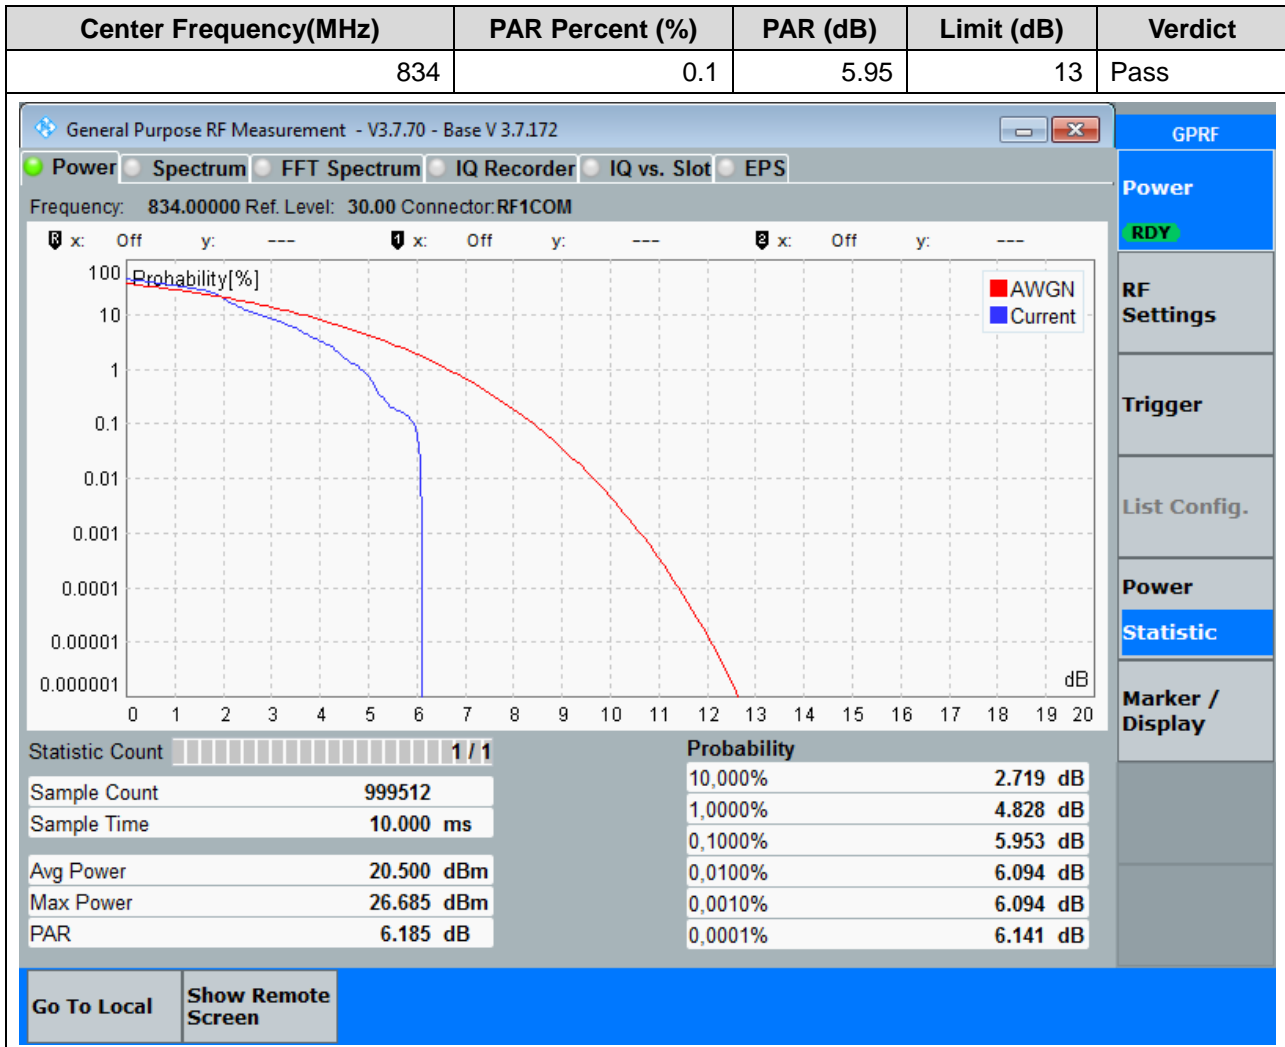 Center Frequency(MHz) PAR Percent (%) PAR (dB) Limit (dB) Verdict
834 0.1 5.95 13 Pass
General Purpose RF Measurement - V3.7.70 - Base V 3.7.172
GPRF
Power Spectrum FFT Spectrum IQ Recorder IQ vs. Slot EPS
Power
RDY
Frequency: 834.00000 Ref. Level: 30.00 Connector: RF1COM
R x: Off y: --- 1 x: Off y: --- 2 x: Off y: ---
Probability[%]
100
10
1
0.1
0.01
0.001
0.0001
0.00001
0.000001
AWGN
Current
dB
0 1 2 3 4 5 6 7 8 9 10 11 12 13 14 15 16 17 18 19 20
RF
Settings
Trigger
List Config.
Power
Statistic
Marker /
Display
Statistic Count 1 / 1
Sample Count 999512
Sample Time 10.000 ms
Avg Power 20.500 dBm
Max Power 26.685 dBm
PAR 6.185 dB
Probability
10,000% 2.719 dB
1,0000% 4.828 dB
0,1000% 5.953 dB
0,0100% 6.094 dB
0,0010% 6.094 dB
0,0001% 6.141 dB
Go To Local
Show Remote
Screen